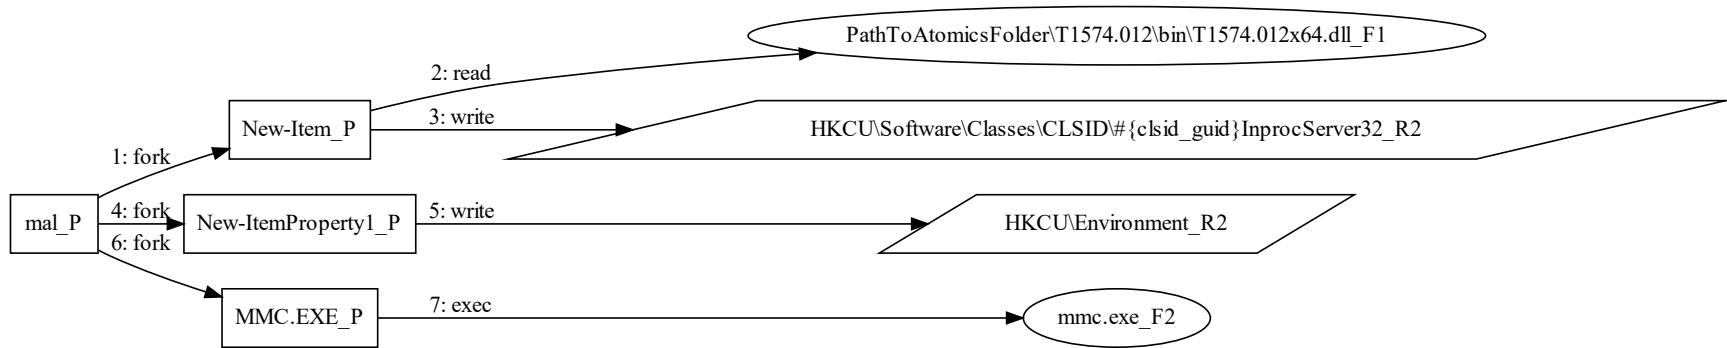 PathToAtomicsFolder\T1574.012\bin\T1574.012x64.dll_F1
2: read
New-Item_P
3: write
HKCU\Software\Classes\CLSID\#{clsid_guid}InprocServer32_R2
1: fork
mal_P
4: fork
New-ItemProperty1_P
5: write
HKCU\Environment_R2
6: fork
MMC.EXE_P
7: exec
mmc.exe_F2